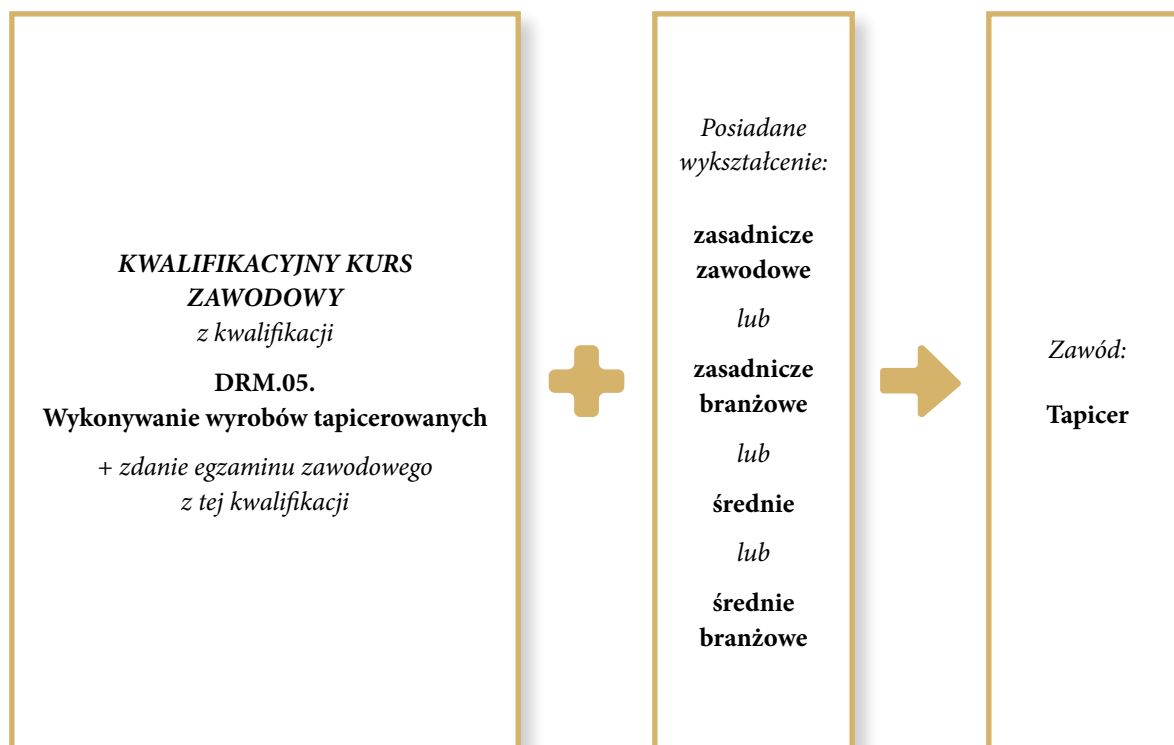 KWALIFIKACYJNY KURS
ZAWODOWY
z kwalifikacji
DRM.05.
Wykonywanie wyrobów tapicerowanych
+ zdanie egzaminu zawodowego
z tej kwalifikacji
Posiadane
wykształcenie:
zasadnicze
zawodowe
lub
zasadnicze
branżowe
lub
średnie
lub
średnie
branżowe
Zawód:
Tapicer